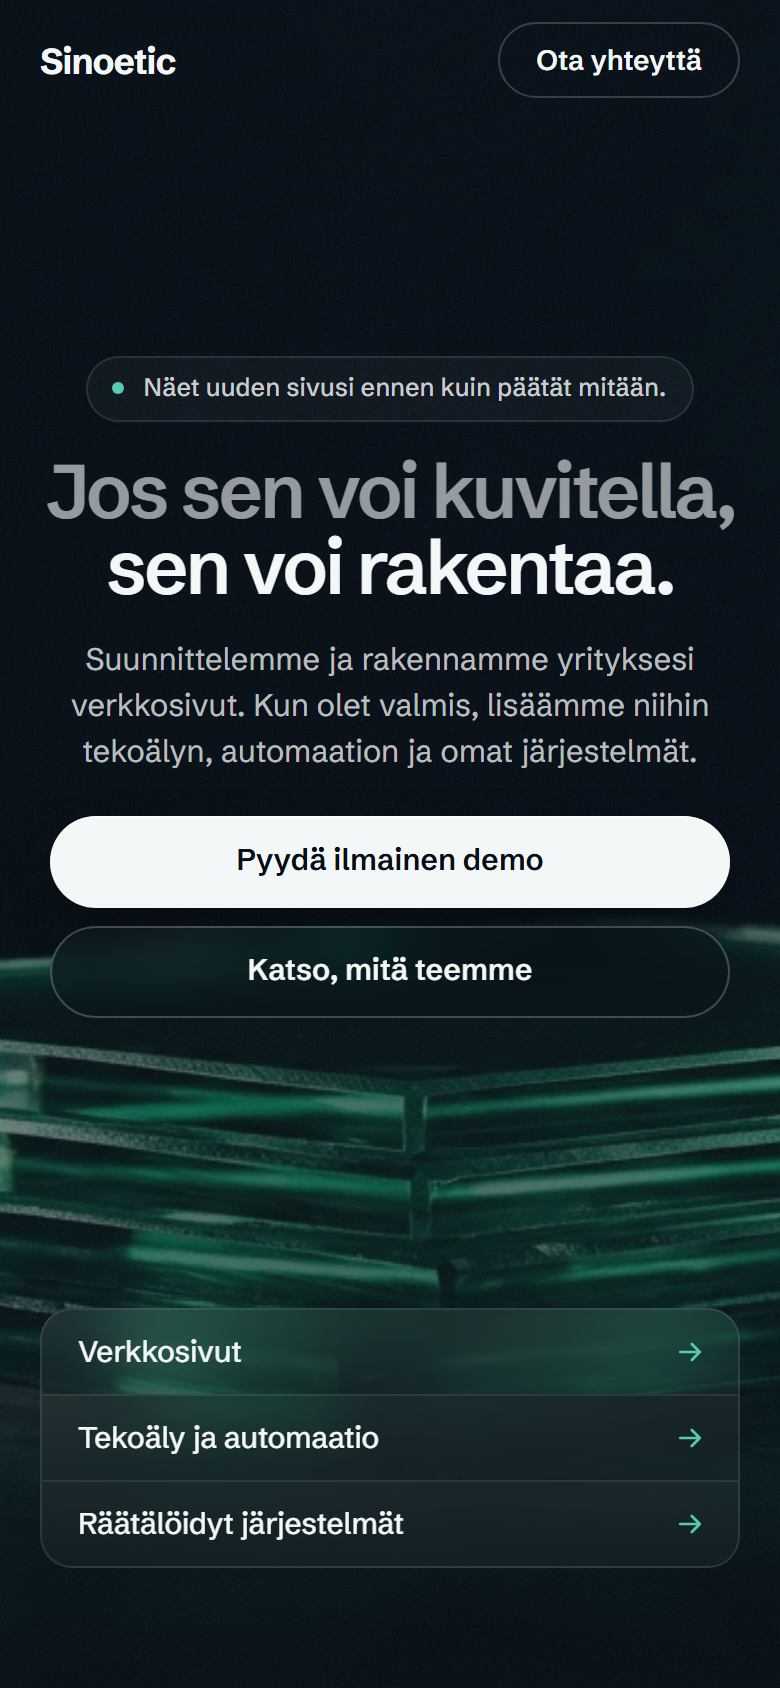 Sinoetic
Ota yhteyttä
Näet uuden sivusi ennen kuin päätät mitään.
Jos sen voi kuvitella,
sen voi rakentaa.
Suunnittelemme ja rakennamme yrityksesi
verkkosivut. Kun olet valmis, lisäämme niihin
tekoälyn, automaation ja omat järjestelmät.
Pyydä ilmainen demo
Katso, mitä teemme
Verkkosivut
Tekoäly ja automaatio
Räätälöidyt järjestelmät